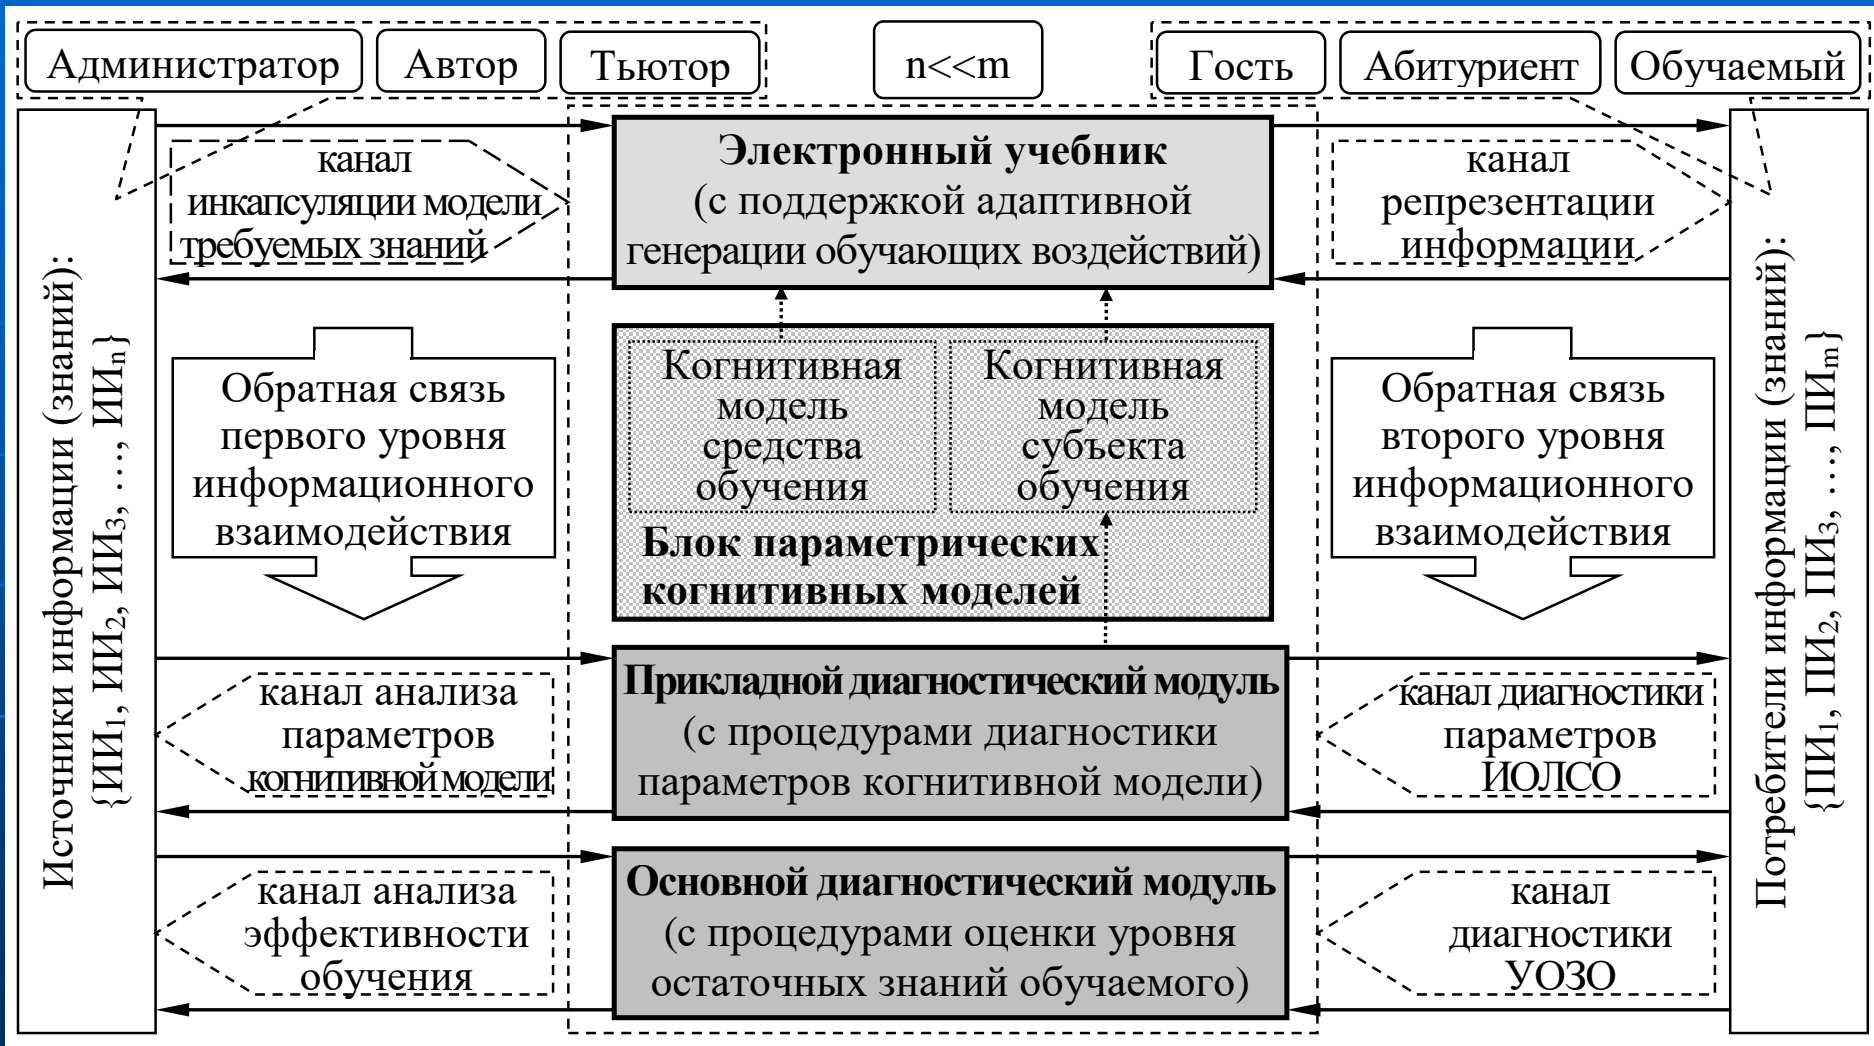 Администратор
Автор
Тьютор
n<<m
Гость
Абитуриент
Обучаемый
Источники информации (знаний):
{ИИ₁, ИИ₂, ИИ₃, …, ИИₙ}
канал
инкапсуляции модели
требуемых знаний
Электронный учебник
(с поддержкой адаптивной
генерации обучающих воздействий)
канал
репрезентации
информации
Обратная связь
первого уровня
информационного
взаимодействия
Когнитивная
модель
средства
обучения
Когнитивная
модель
субъекта
обучения
Блок параметрических
когнитивных моделей
Обратная связь
второго уровня
информационного
взаимодействия
канал анализа
параметров
когнитивной модели
Прикладной диагностический модуль
(с процедурами диагностики
параметров когнитивной модели)
канал диагностики
параметров
ИОЛСО
канал анализа
эффективности
обучения
Основной диагностический модуль
(с процедурами оценки уровня
остаточных знаний обучаемого)
канал
диагностики
УОЗО
Потребители информации (знаний):
{ПИ₁, ПИ₂, ПИ₃, …, ПИₘ}